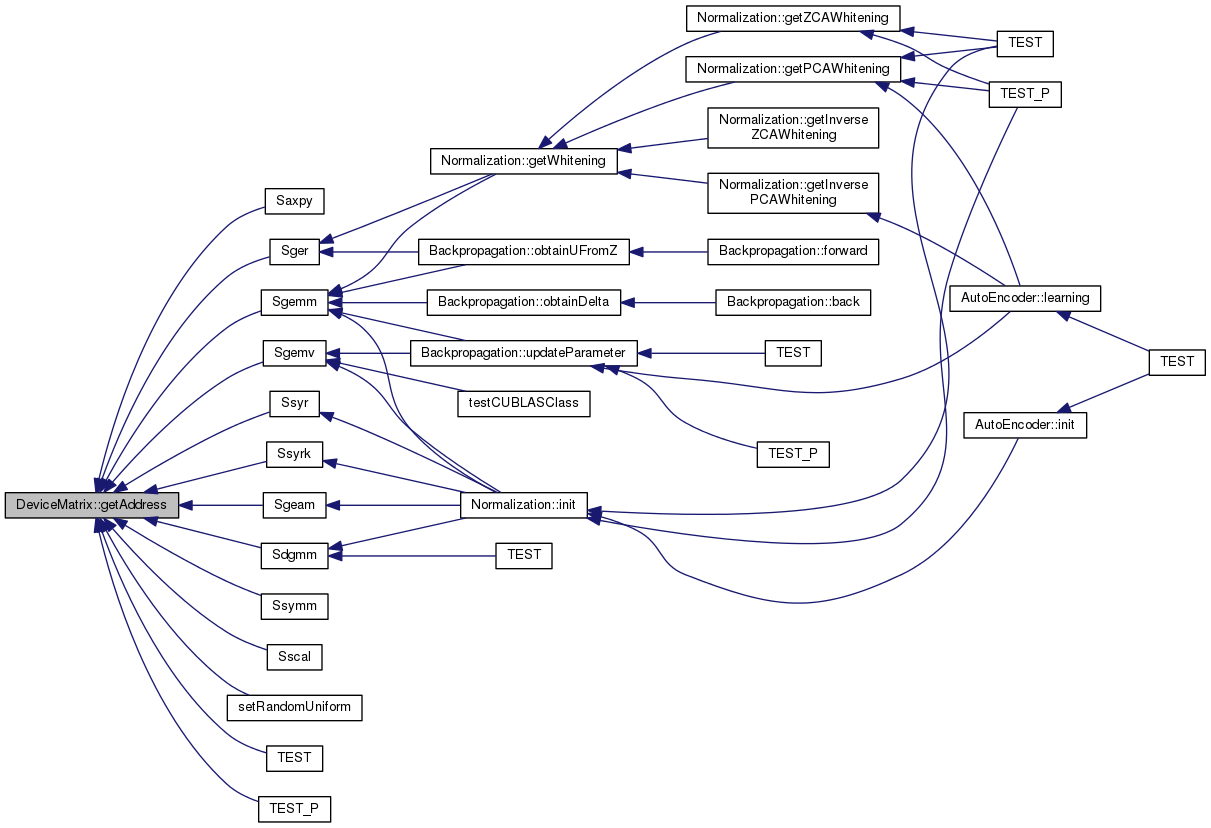 Normalization::getZCAWhitening
TEST
Normalization::getPCAWhitening
TEST_P
Normalization::getInverse
ZCAWhitening
Normalization::getWhitening
Normalization::getInverse
PCAWhitening
Saxpy
Sger
Backpropagation::obtainUFromZ
Backpropagation::forward
Sgemm
Backpropagation::obtainDelta
Backpropagation::back
AutoEncoder::learning
Sgemv
Backpropagation::updateParameter
TEST
TEST
Ssyr
testCUBLASClass
AutoEncoder::init
Ssyrk
TEST_P
DeviceMatrix::getAddress
Sgeam
Normalization::init
Sdgmm
TEST
Ssymm
Sscal
setRandomUniform
TEST
TEST_P